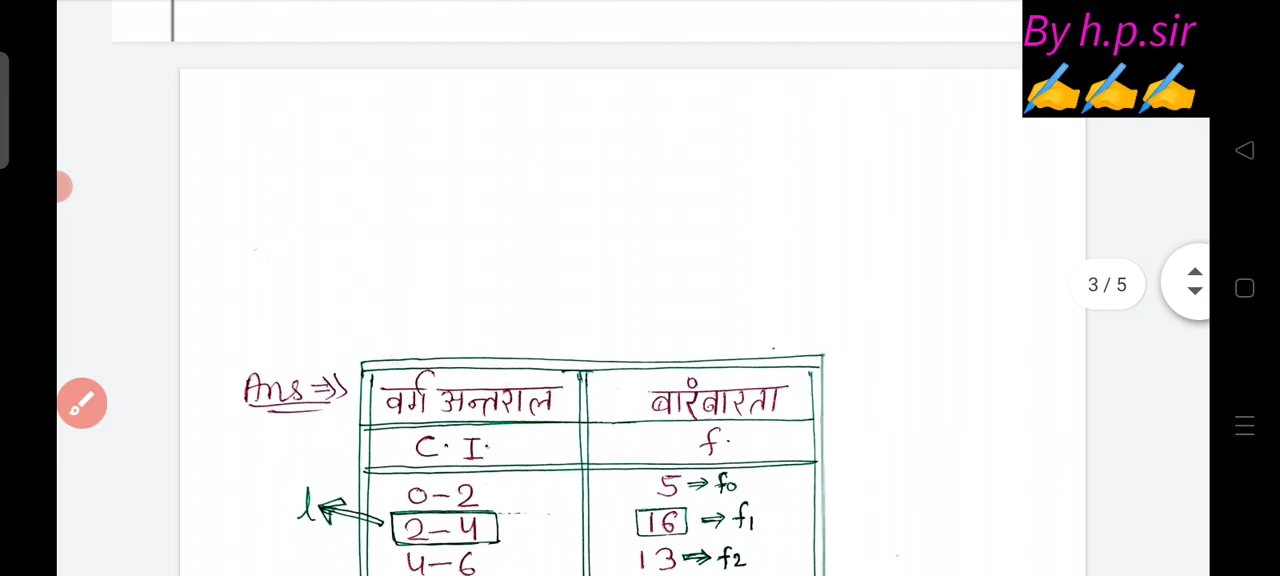 By h.p.sir
✍✍✍
3 / 5
Ans ⇒»
वर्ग अन्तराल बारंबारता
C. I. f.
0-2 5 ⇒ f0
l 2-4 16 ⇒ f1
4-6 13 ⇒ f2